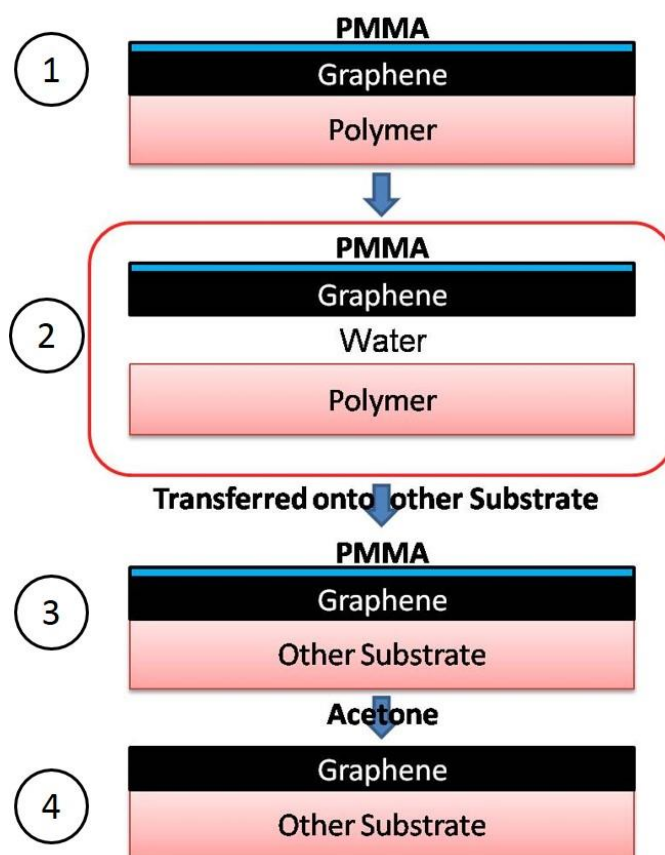 PMMA
1
Graphene
Polymer
PMMA
Graphene
2
Water
Polymer
Transferred onto other Substrate
PMMA
3
Graphene
Other Substrate
Acetone
Graphene
4
Other Substrate